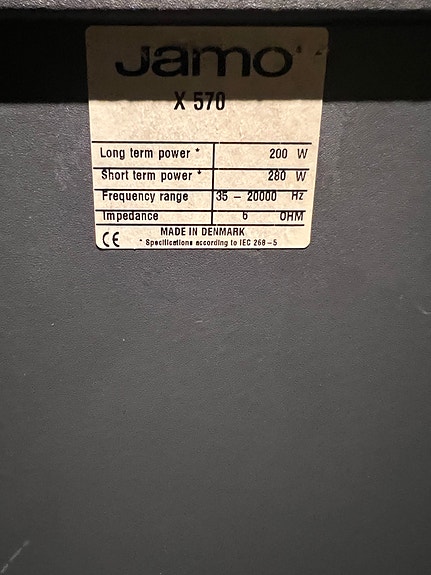 Jamo
X 570
Long term power * 200 W
Short term power * 280 W
Frequency range 35 – 20000 Hz
Impedance 6 OHM
MADE IN DENMARK
CE * Specifications according to IEC 268-5